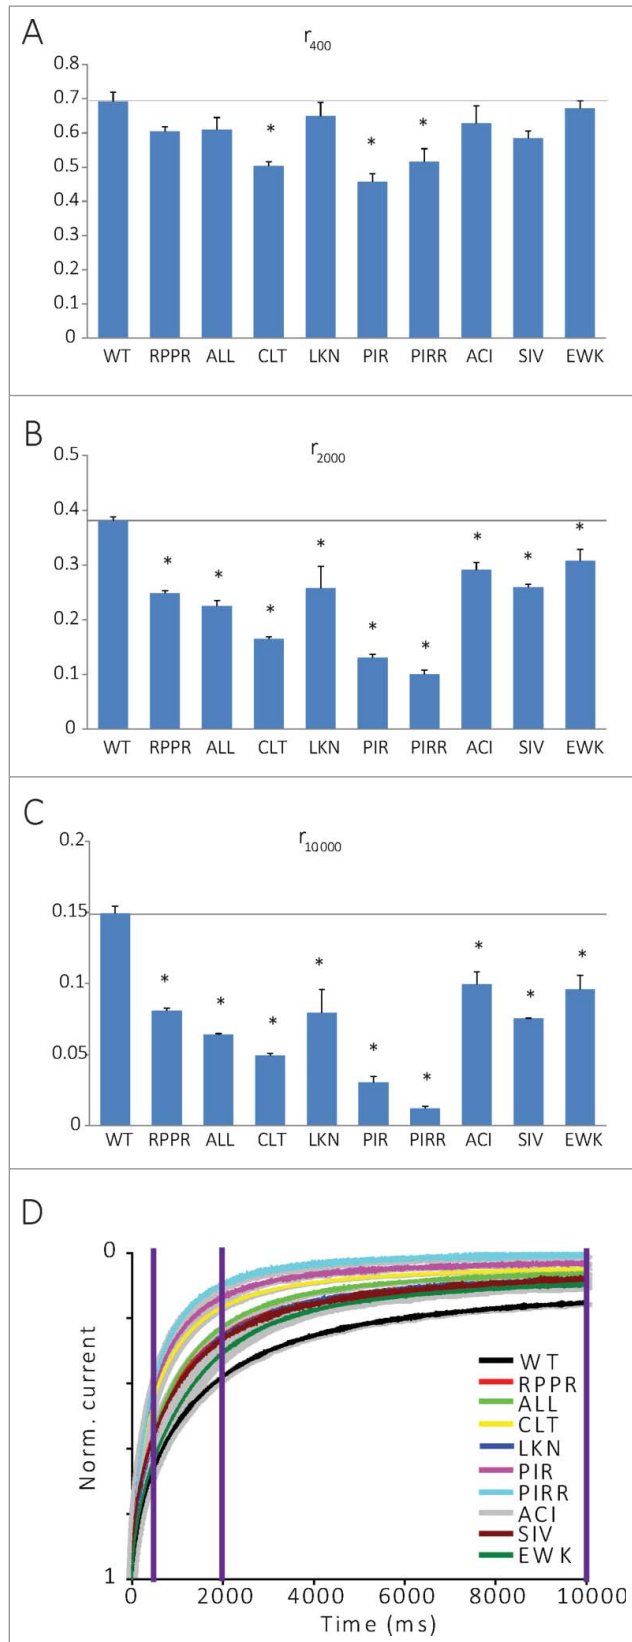 A
r400
0.8
0.7
0.6
0.5
0.4
0.3
0.2
0.1
0
* * *
WT RPPR ALL CLT LKN PIR PIRR ACI SIV EWK
B
r2000
0.5
0.4
0.3
0.2
0.1
0
* * * * * * * * *
WT RPPR ALL CLT LKN PIR PIRR ACI SIV EWK
C
r10000
0.2
0.15
0.1
0.05
0
* * * * * * * * *
WT RPPR ALL CLT LKN PIR PIRR ACI SIV EWK
D
0
Norm. current
1
WT
RPPR
ALL
CLT
LKN
PIR
PIRR
ACI
SIV
EWK
0 2000 4000 6000 8000 10000
Time (ms)